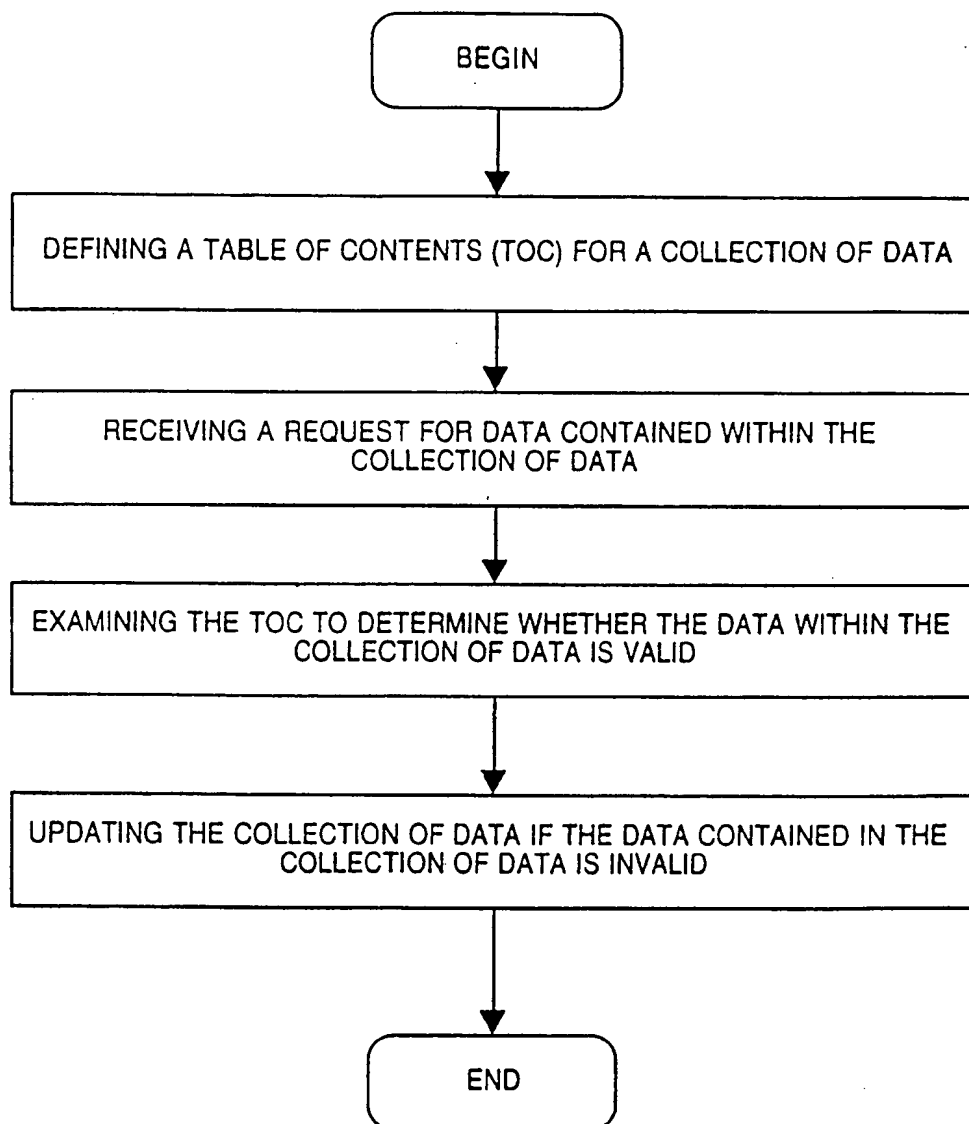 BEGIN
DEFINING A TABLE OF CONTENTS (TOC) FOR A COLLECTION OF DATA
RECEIVING A REQUEST FOR DATA CONTAINED WITHIN THE
COLLECTION OF DATA
EXAMINING THE TOC TO DETERMINE WHETHER THE DATA WITHIN THE
COLLECTION OF DATA IS VALID
UPDATING THE COLLECTION OF DATA IF THE DATA CONTAINED IN THE
COLLECTION OF DATA IS INVALID
END